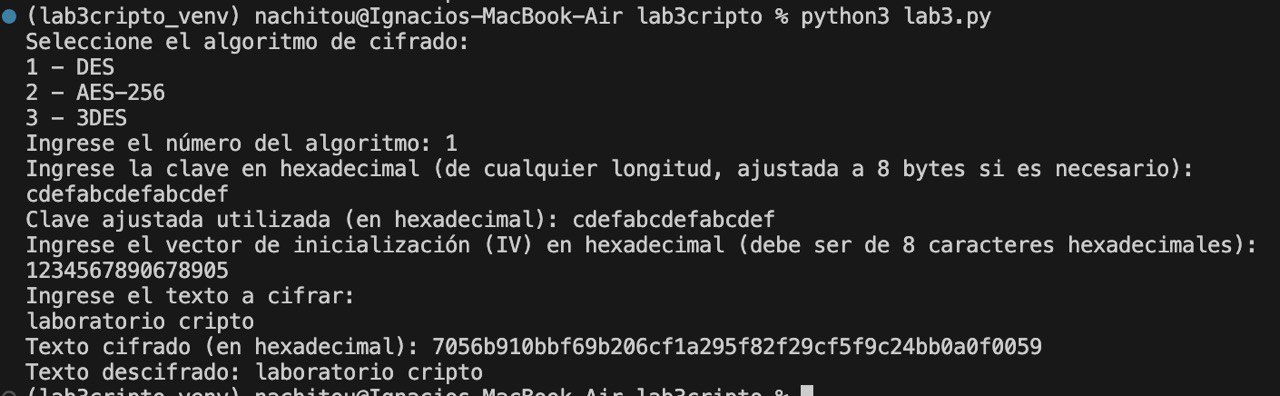 (lab3cripto_venv) nachitou@Ignacios-MacBook-Air lab3cripto % python3 lab3.py
Seleccione el algoritmo de cifrado:
1 - DES
2 - AES-256
3 - 3DES
Ingrese el número del algoritmo: 1
Ingrese la clave en hexadecimal (de cualquier longitud, ajustada a 8 bytes si es necesario):
cdefabcdefabcdef
Clave ajustada utilizada (en hexadecimal): cdefabcdefabcdef
Ingrese el vector de inicialización (IV) en hexadecimal (debe ser de 8 caracteres hexadecimales):
1234567890678905
Ingrese el texto a cifrar:
laboratorio cripto
Texto cifrado (en hexadecimal): 7056b910bbf69b206cf1a295f82f29cf5f9c24bb0a0f0059
Texto descifrado: laboratorio cripto
(lab3cripto_venv) nachitou@Ignacios-MacBook-Air lab3cripto %